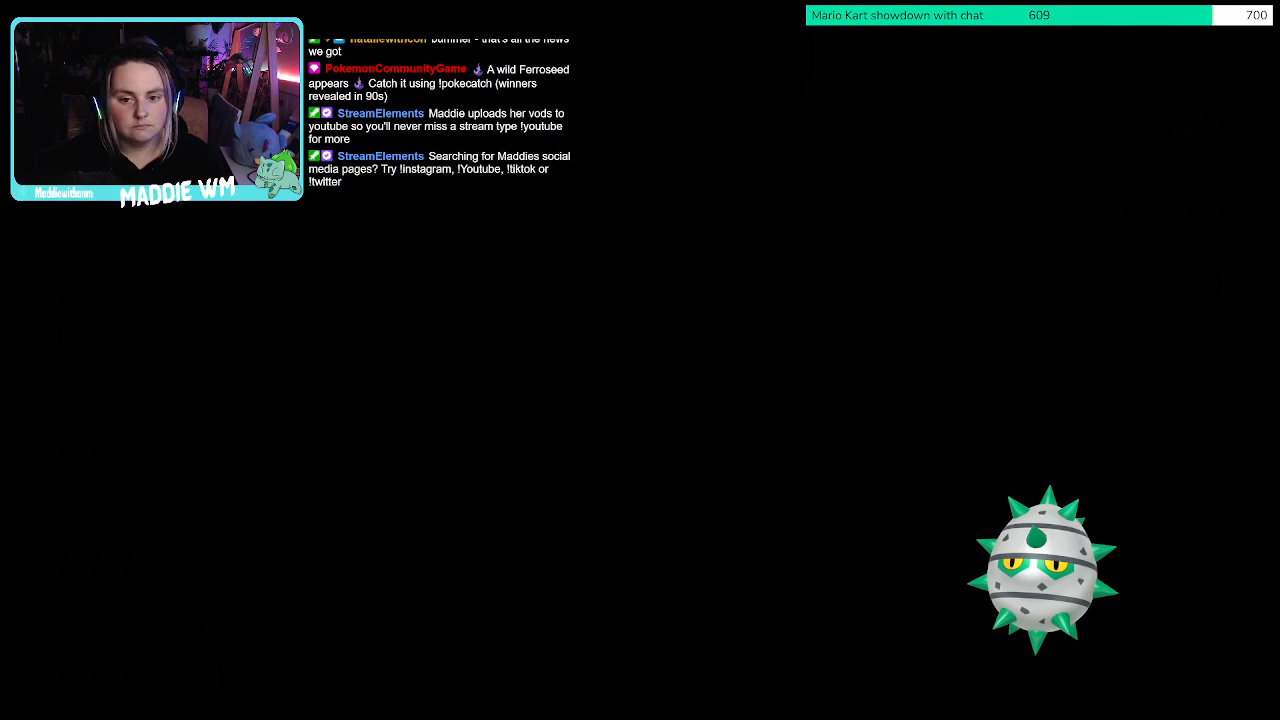 Mario Kart showdown with chat 609 700
bummer - that's all the news
we got
PokemonCommunityGame A wild Ferroseed
appears Catch it using !pokecatch (winners
revealed in 90s)
StreamElements Maddie uploads her vods to
youtube so you'll never miss a stream type !youtube
for more
StreamElements Searching for Maddies social
media pages? Try !instagram, !Youtube, !tiktok or
!twitter
Maddiewithanm
MADDIE WM